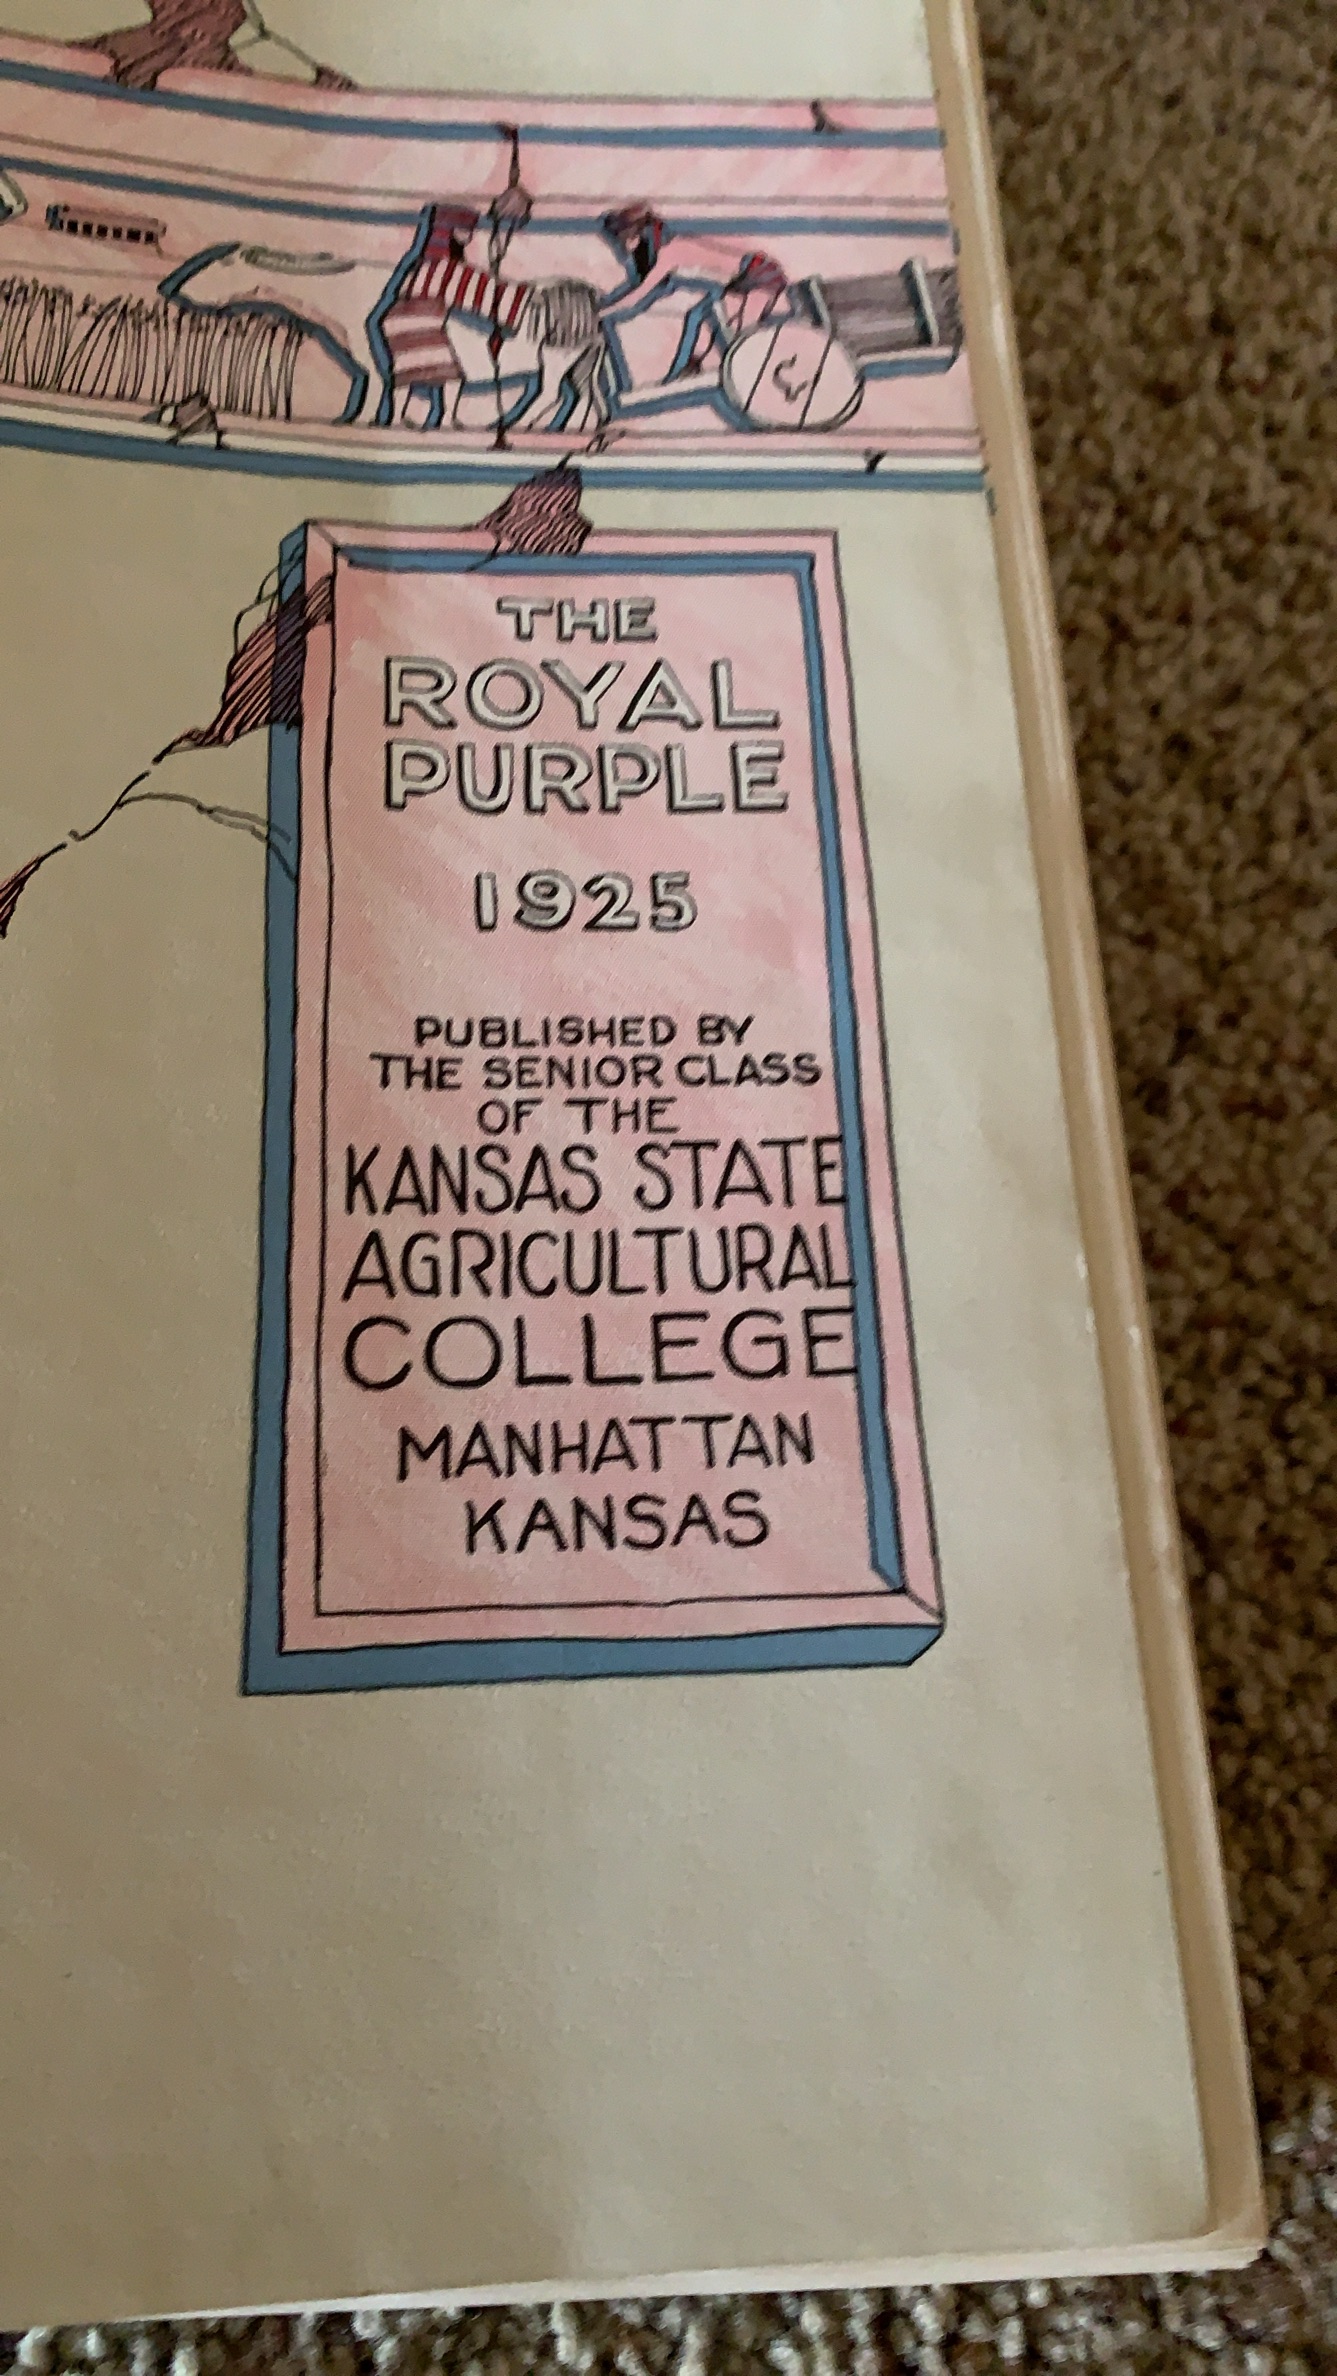 THE
ROYAL
PURPLE
1925
PUBLISHED BY
THE SENIOR CLASS
OF THE
KANSAS STATE
AGRICULTURAL
COLLEGE
MANHATTAN
KANSAS